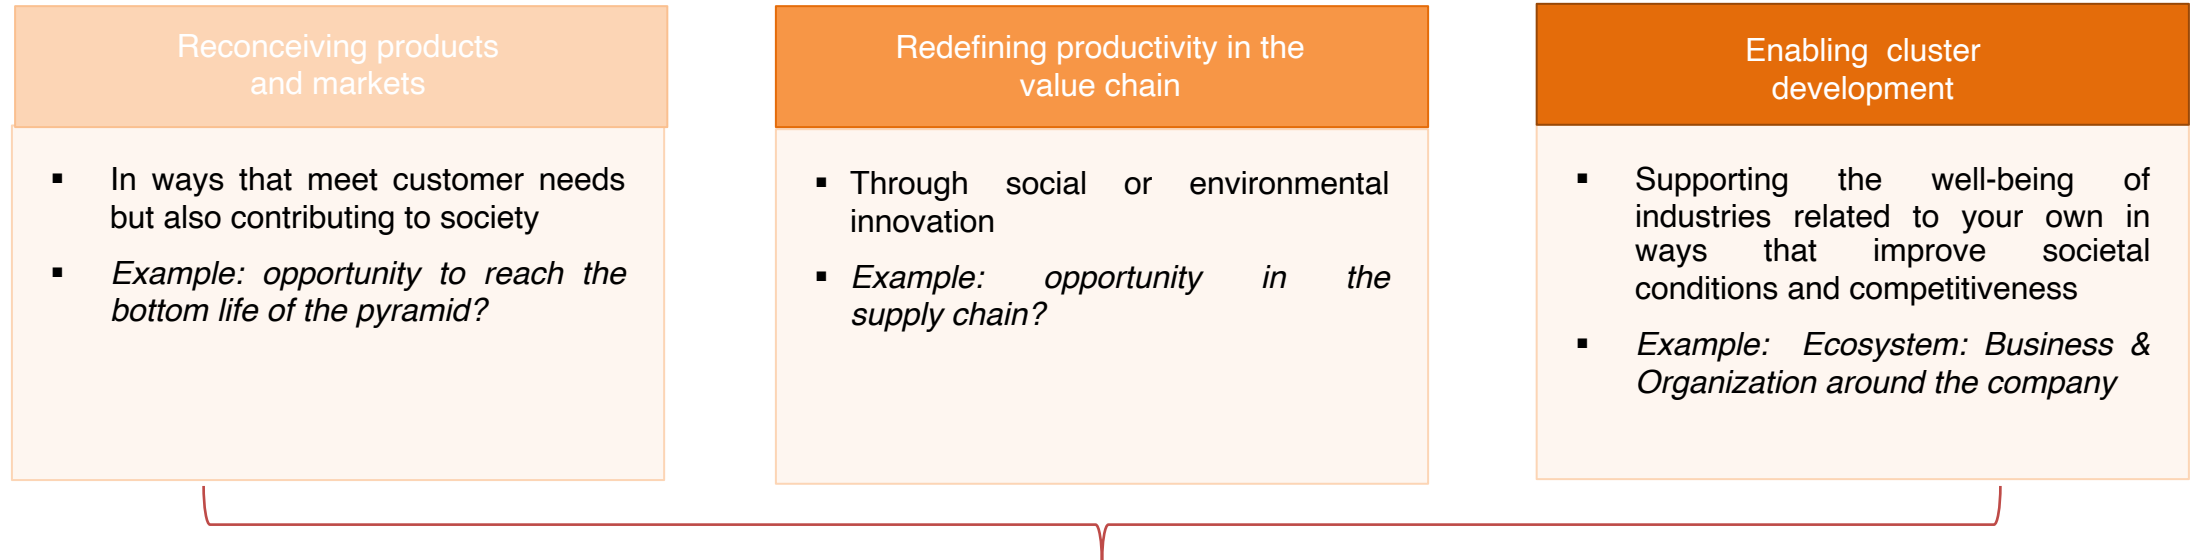 Reconceiving products
and markets
▪ In ways that meet customer needs
but also contributing to society
▪ Example: opportunity to reach the
bottom life of the pyramid?
Redefining productivity in the
value chain
▪ Through social or environmental
innovation
▪ Example: opportunity in the
supply chain?
Enabling cluster
development
▪ Supporting the well-being of
industries related to your own in
ways that improve societal
conditions and competitiveness
▪ Example: Ecosystem: Business &
Organization around the company